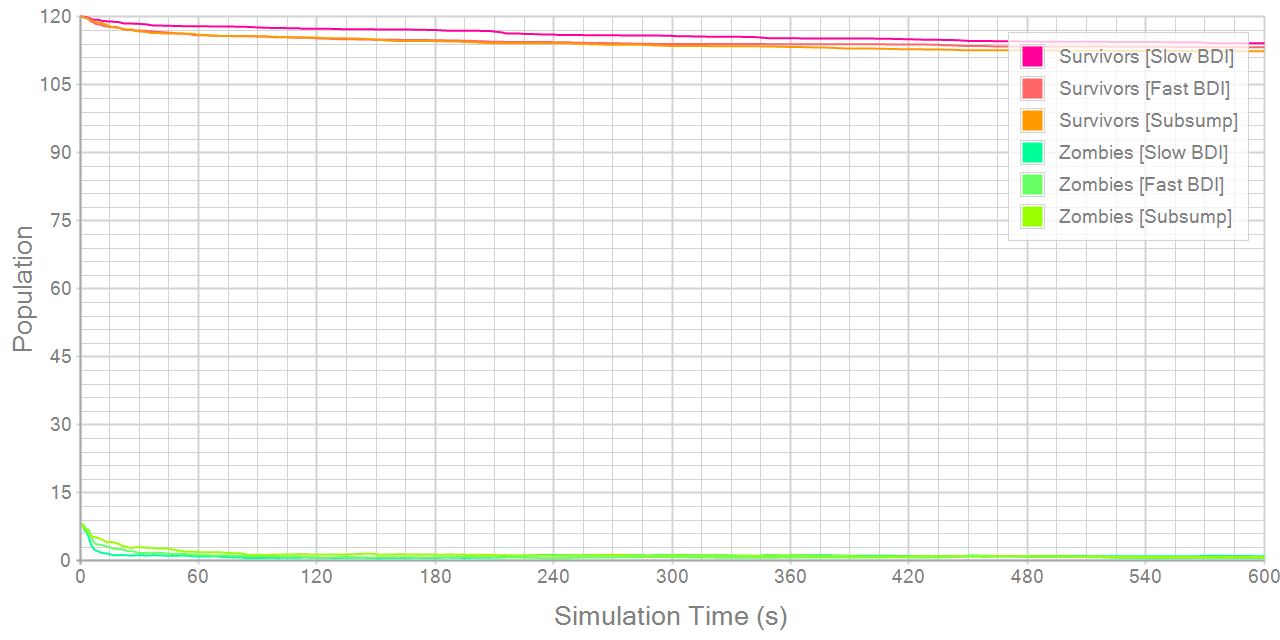 120
105
90
75
60
45
30
15
0
Population
Survivors [Slow BDI]
Survivors [Fast BDI]
Survivors [Subsump]
Zombies [Slow BDI]
Zombies [Fast BDI]
Zombies [Subsump]
0 60 120 180 240 300 360 420 480 540 600
Simulation Time (s)